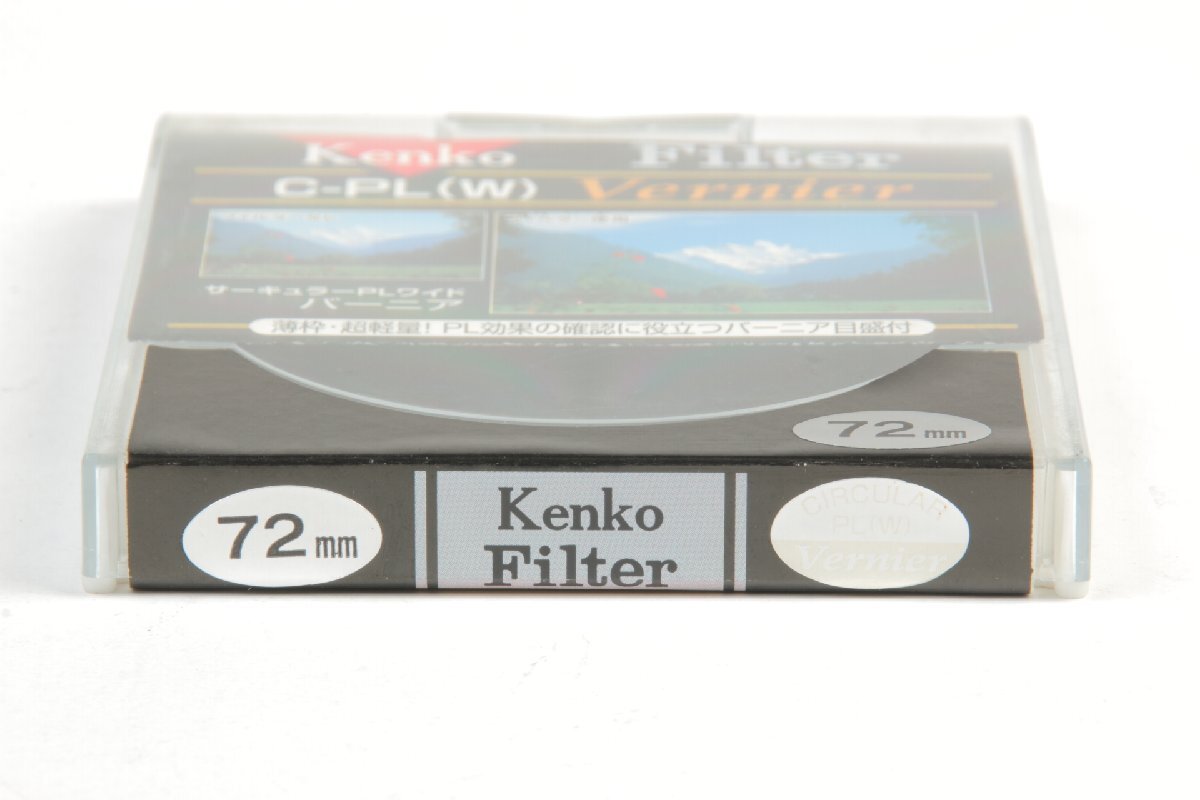 Kenko Filter
C-PL(W) Vernier
サーキュラーPLワイド
バーニア
薄枠・超軽量! PL効果の確認に役立つバーニア目盛付
72mm
72mm
Kenko
Filter
CIRCULAR
PL(W)
Vernier